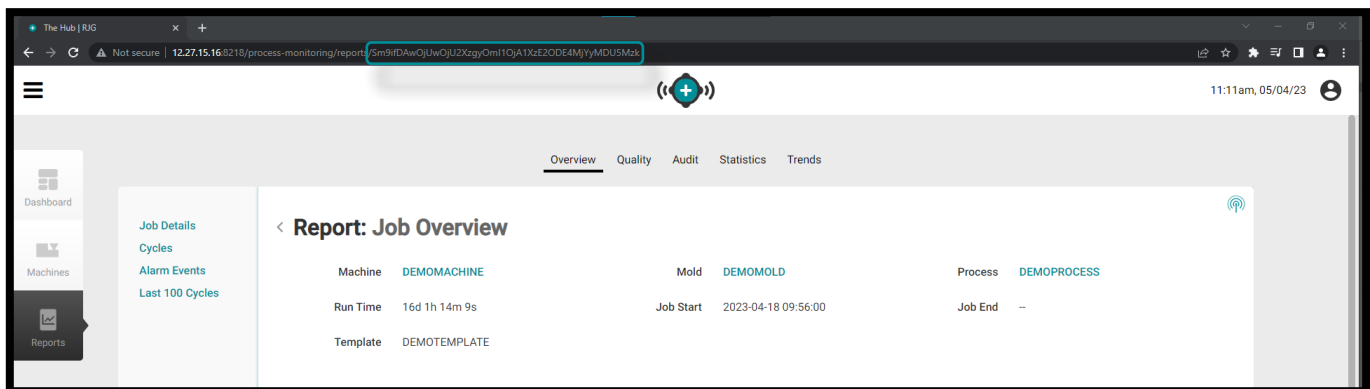 The Hub | RJG
Not secure | 12.27.15.16:8218/process-monitoring/reports/Sm9ifDAwOjUwOjU2XzgyOmI1OjA1XzE2ODE4MjYyMDU5Mzk
11:11am, 05/04/23
Overview Quality Audit Statistics Trends
Dashboard
Machines
Reports
Job Details
Cycles
Alarm Events
Last 100 Cycles
< Report: Job Overview
Machine DEMOMACHINE Mold DEMOMOLD Process DEMOPROCESS
Run Time 16d 1h 14m 9s Job Start 2023-04-18 09:56:00 Job End --
Template DEMOTEMPLATE